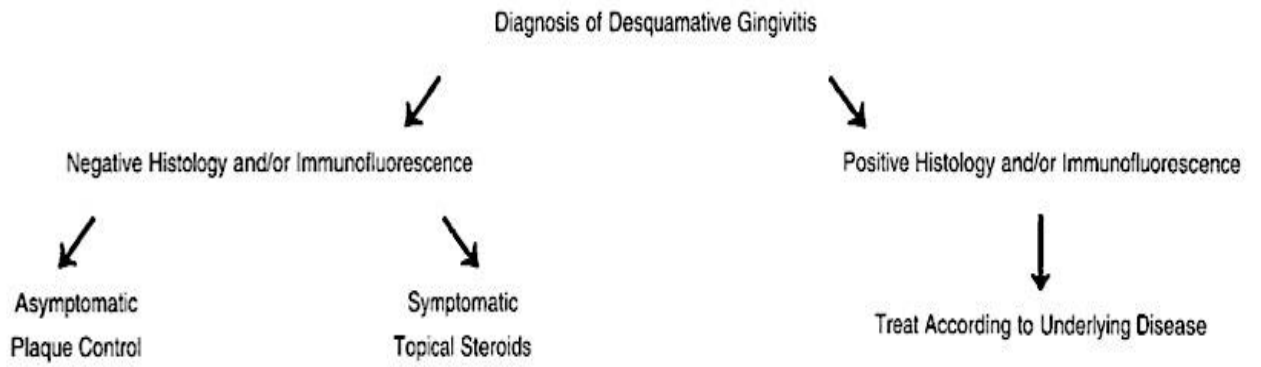 Diagnosis of Desquamative Gingivitis
Negative Histology and/or Immunofluorescence
Positive Histology and/or Immunofluorescence
Asymptomatic
Plaque Control
Symptomatic
Topical Steroids
Treat According to Underlying Disease